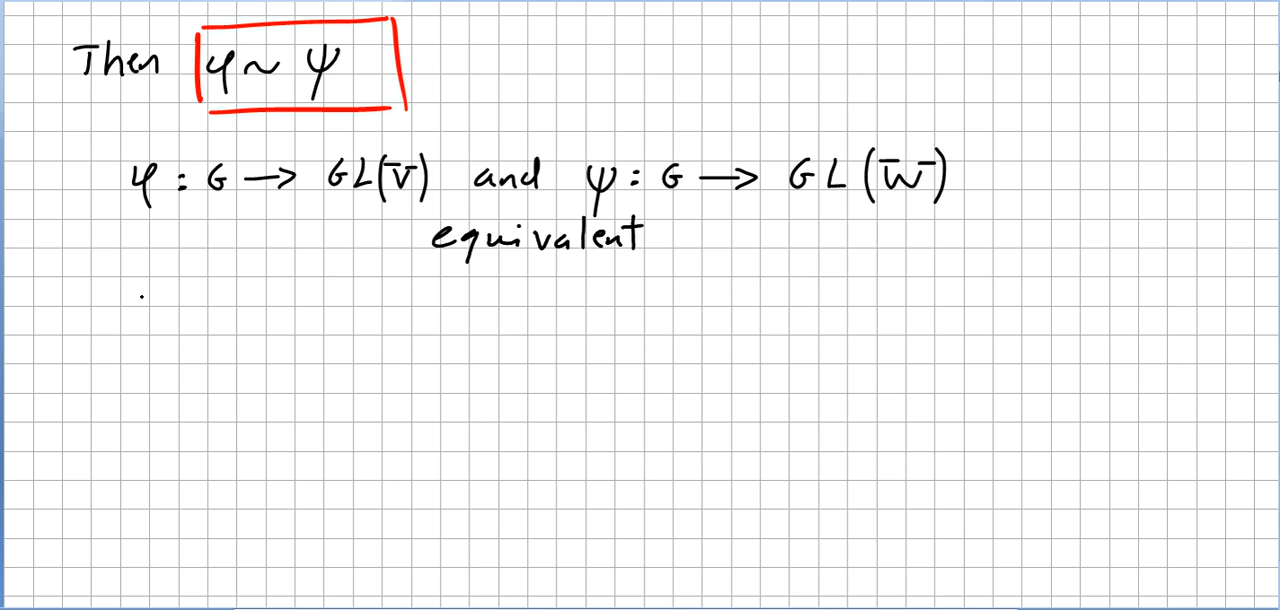 Then φ ~ ψ
φ : G → GL(V) and ψ : G → GL(W)
equivalent